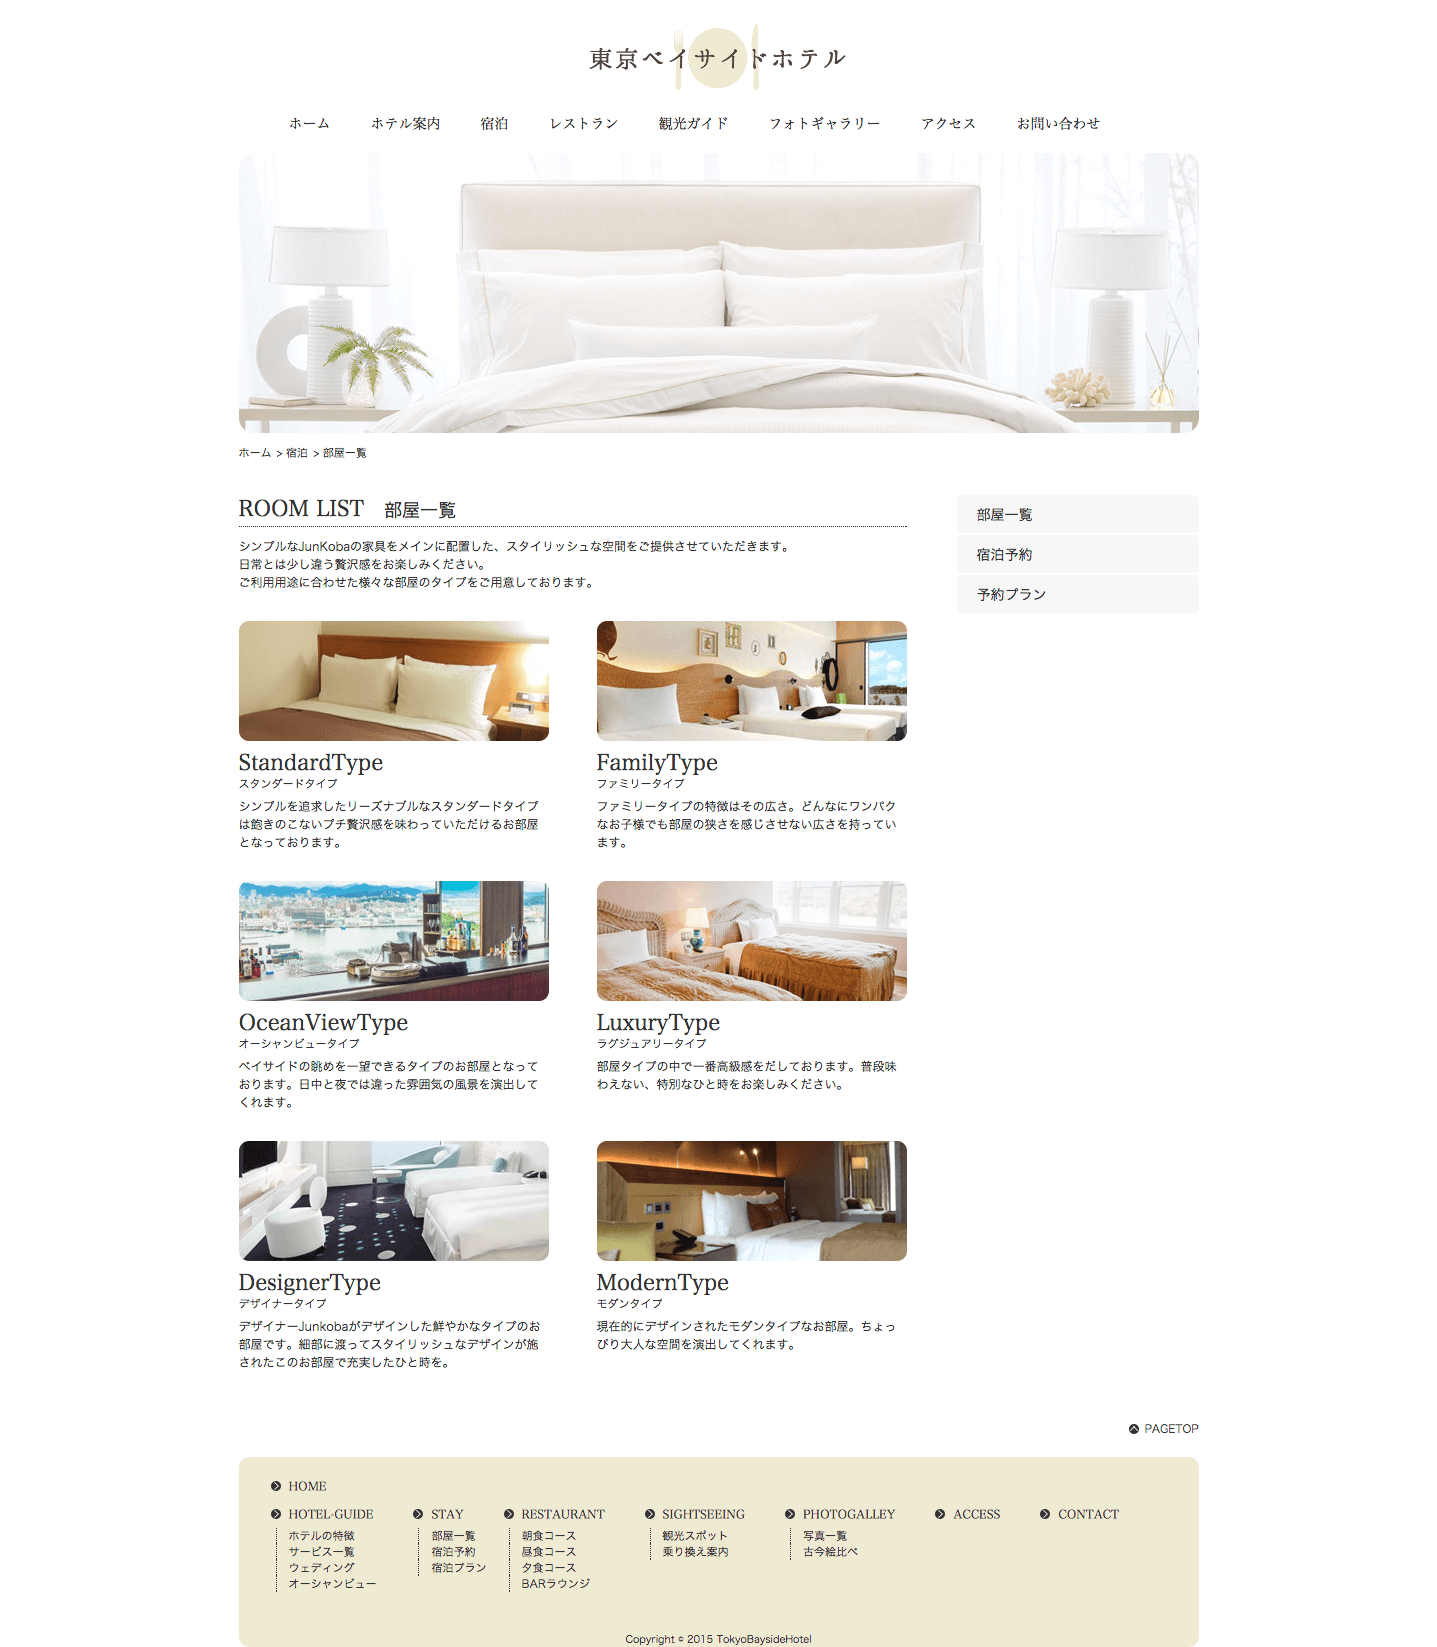 東京ベイサイドホテル
ホーム ホテル案内 宿泊 レストラン 観光ガイド フォトギャラリー アクセス お問い合わせ
ホーム > 宿泊 > 部屋一覧
ROOM LIST 部屋一覧
シンプルなJunKobaの家具をメインに配置した、スタイリッシュな空間をご提供させていただきます。
日常とは少し違う贅沢感をお楽しみください。
ご利用用途に合わせた様々な部屋のタイプをご用意しております。
部屋一覧
宿泊予約
予約プラン
StandardType
スタンダードタイプ
シンプルを追求したリーズナブルなスタンダードタイプ
は飽きのこないプチ贅沢感を味わっていただけるお部屋
となっております。
FamilyType
ファミリータイプ
ファミリータイプの特徴はその広さ。どんなにワンパク
なお子様でも部屋の狭さを感じさせない広さを持ってい
ます。
OceanViewType
オーシャンビュータイプ
ベイサイドの眺めを一望できるタイプのお部屋となって
おります。日中と夜では違った雰囲気の風景を演出して
くれます。
LuxuryType
ラグジュアリータイプ
部屋タイプの中で一番高級感をだしております。普段味
わえない、特別なひと時をお楽しみください。
DesignerType
デザイナータイプ
デザイナーJunkobaがデザインした鮮やかなタイプのお
部屋です。細部に渡ってスタイリッシュなデザインが施
されたこのお部屋で充実したひと時を。
ModernType
モダンタイプ
現在的にデザインされたモダンタイプなお部屋。ちょっ
ぴり大人な空間を演出してくれます。
PAGETOP
HOME
HOTEL-GUIDE
ホテルの特徴
サービス一覧
ウェディング
オーシャンビュー
STAY
部屋一覧
宿泊予約
宿泊プラン
RESTAURANT
朝食コース
昼食コース
夕食コース
BARラウンジ
SIGHTSEEING
観光スポット
乗り換え案内
PHOTOGALLEY
写真一覧
古今絵比べ
ACCESS
CONTACT
Copyright © 2015 TokyoBaysideHotel